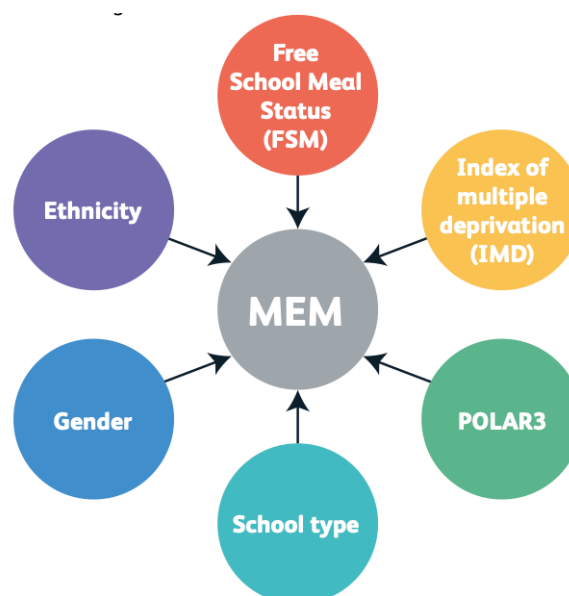 Free
School Meal
Status
(FSM)
Ethnicity
Index of
multiple
deprivation
(IMD)
MEM
Gender
POLAR3
School type